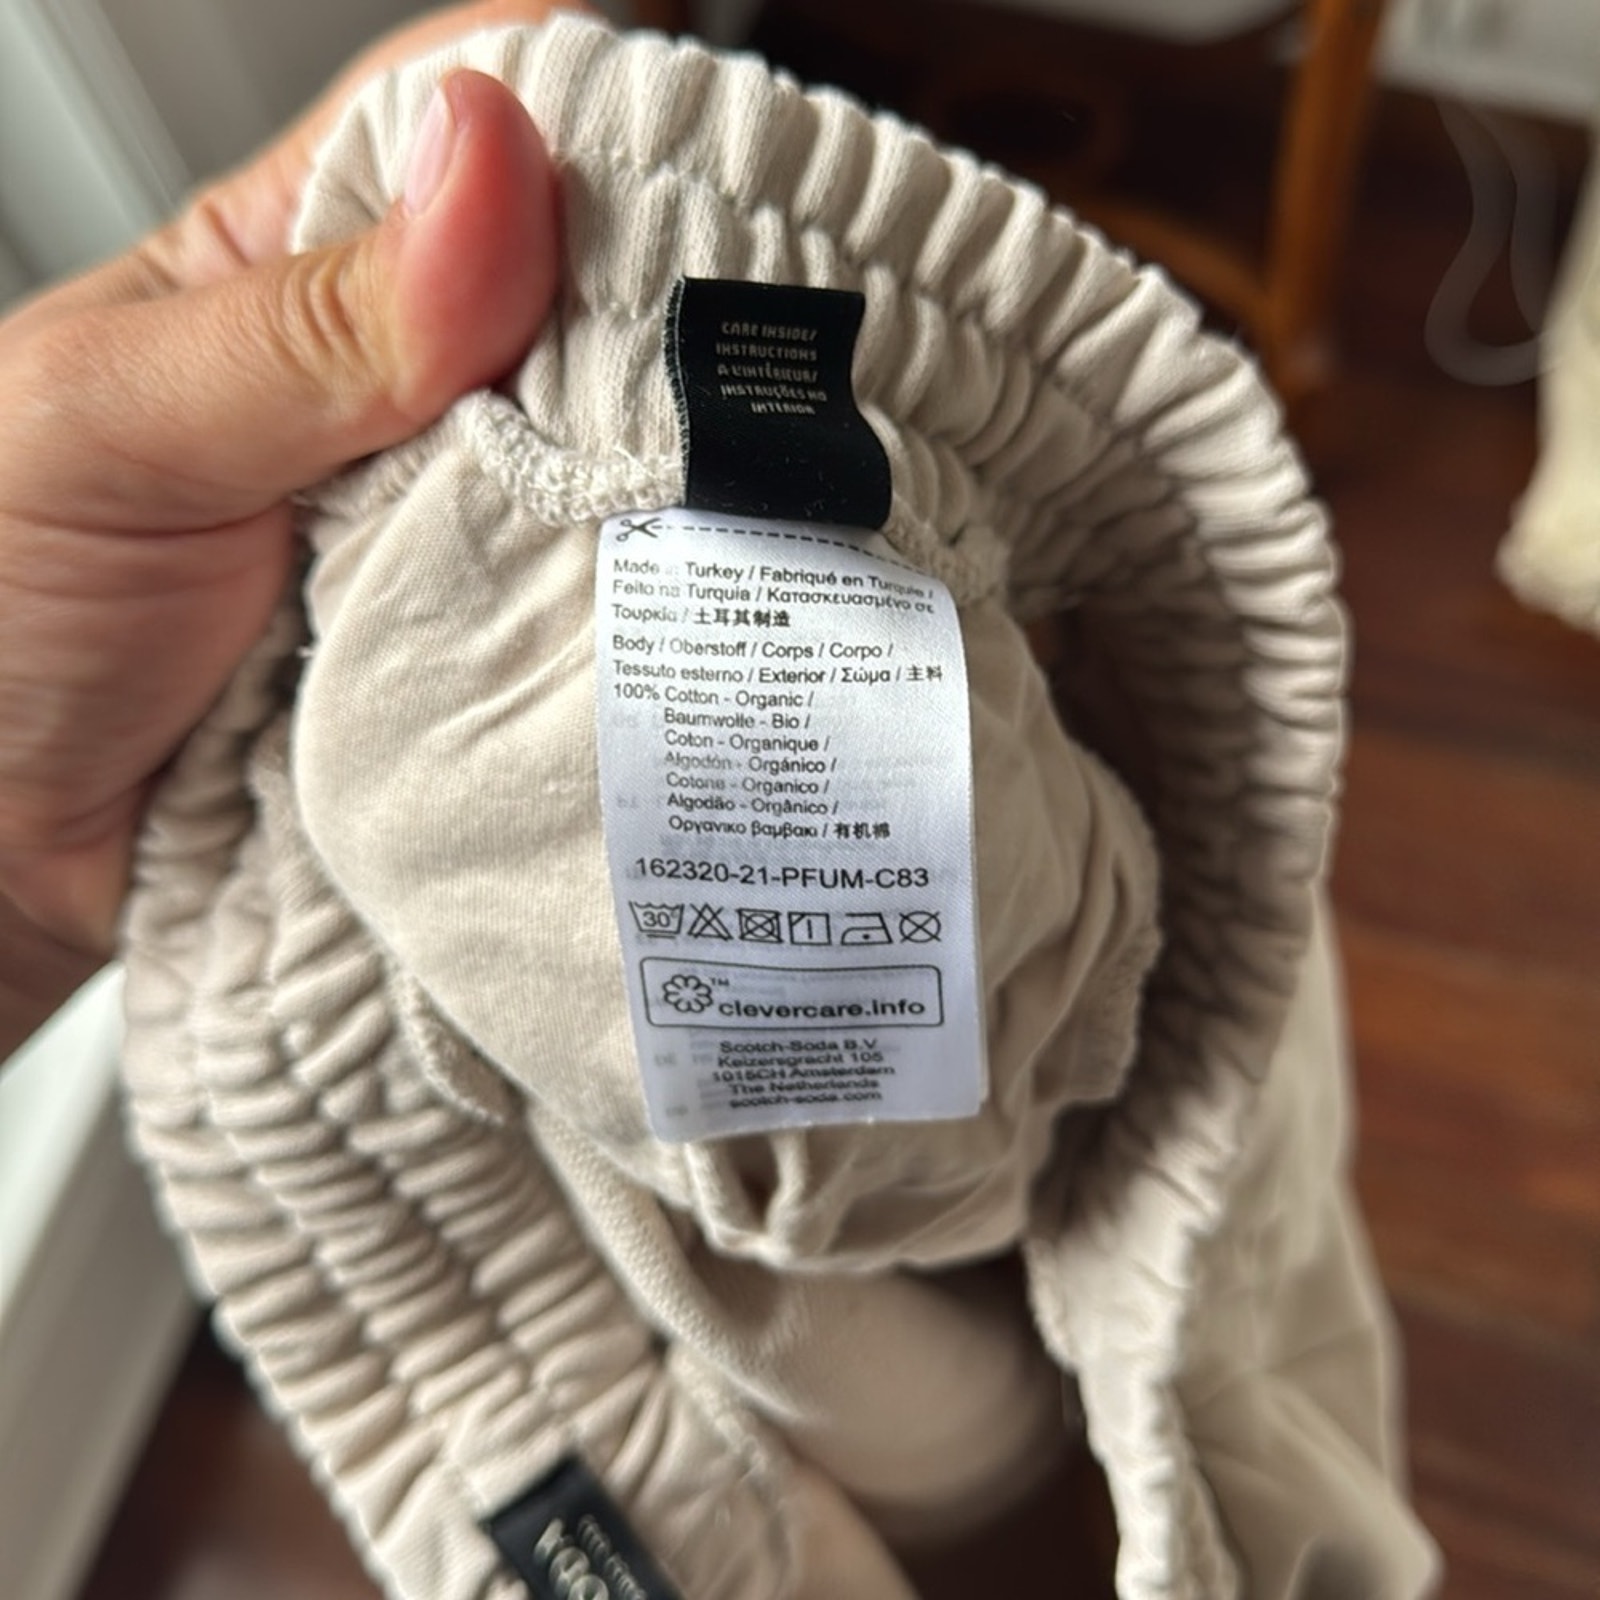 CARE INSIDE/
INSTRUCTIONS
A L'INTÉRIEUR/
INSTRUÇÕES NO
INTERIOR
Made in Turkey / Fabriqué en Turquie /
Feito na Turquia / Κατασκευασμένο σε
Τουρκία / 土耳其制造
Body / Oberstoff / Corps / Corpo /
Tessuto esterno / Exterior / Σώμα / 主料
100% Cotton - Organic /
Baumwolle - Bio /
Coton - Organique /
Algodón - Orgánico /
Cotone - Organico /
Algodão - Orgânico /
Οργανικο βαμβακι / 有机棉
162320-21-PFUM-C83
30°
™
clevercare.info
Scotch-Soda B.V
Keizersgracht 105
1015CH Amsterdam
The Netherlands
scotch-soda.com